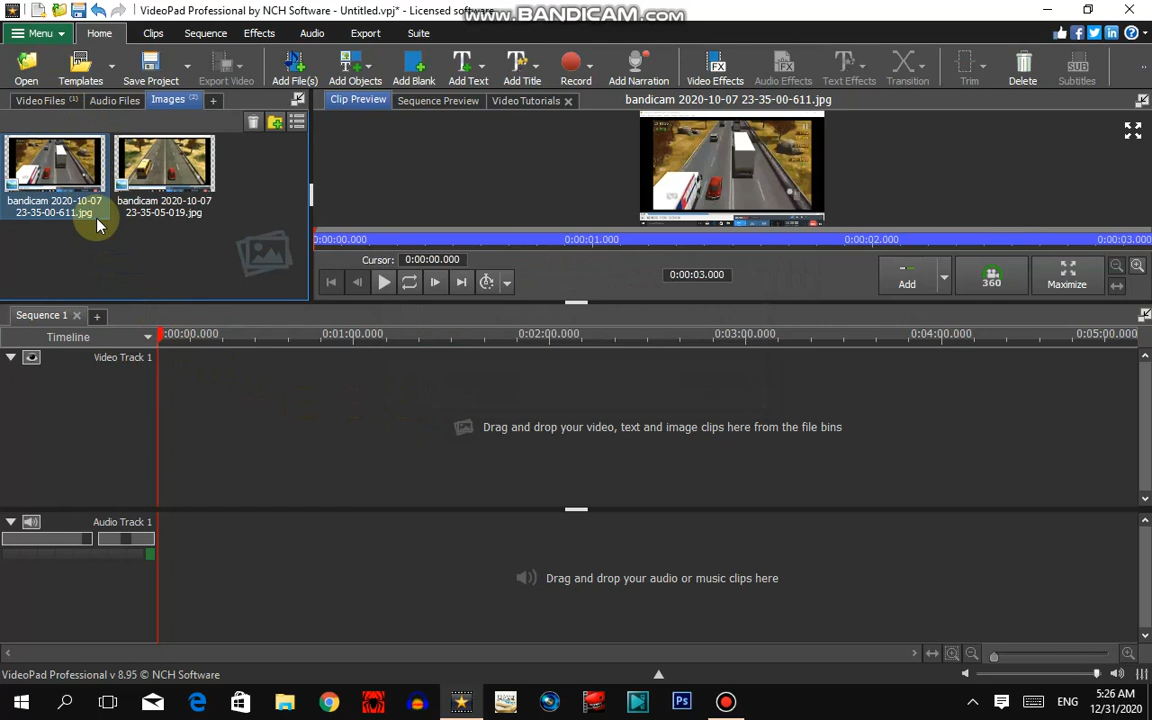 VideoPad Professional by NCH Software - Untitled.vpj* - Licensed software
www.BANDICAM.com
Menu
Home
Clips
Sequence
Effects
Audio
Export
Suite
Open
Templates
Save Project
Export Video
Add File(s)
Add Objects
Add Blank
Add Text
Add Title
Record
Add Narration
Video Effects
Audio Effects
Text Effects
Transition
Trim
Delete
Subtitles
Video Files (1)
Audio Files
Images (2)
+
Clip Preview
Sequence Preview
Video Tutorials
bandicam 2020-10-07 23-35-00-611.jpg
bandicam 2020-10-07
23-35-00-611.jpg
bandicam 2020-10-07
23-35-05-019.jpg
0:00:00.000
0:00:01.000
0:00:02.000
0:00:03.000
Cursor:
0:00:00.000
0:00:03.000
Add
360
Maximize
Sequence 1
+
Timeline
:00:00.000
0:01:00.000
0:02:00.000
0:03:00.000
0:04:00.000
0:05:00.000
Video Track 1
Drag and drop your video, text and image clips here from the file bins
Audio Track 1
Drag and drop your audio or music clips here
VideoPad Professional v 8.95 © NCH Software
ENG
5:26 AM
12/31/2020